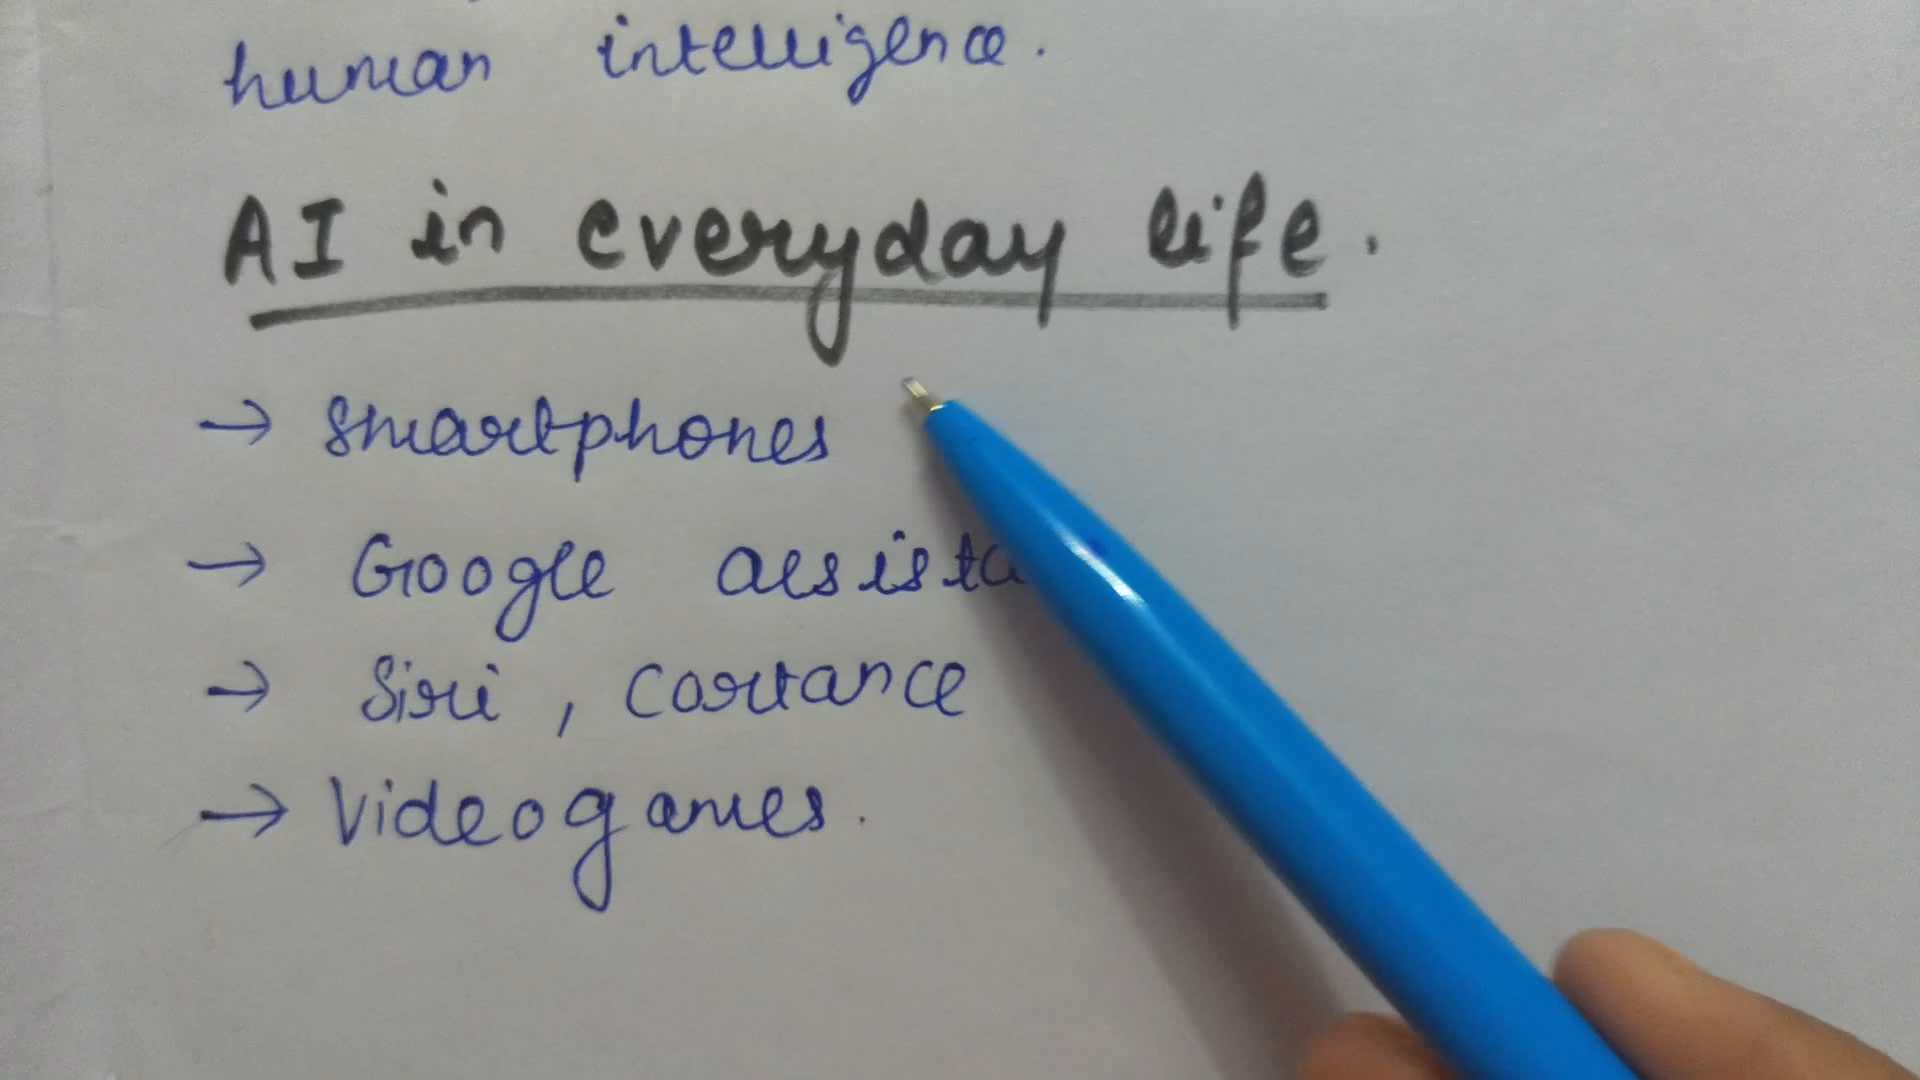 human intelligence.
AI in everyday life.
→ Smartphones
→ Google
→ Siri, Cortance
→ Videogames.